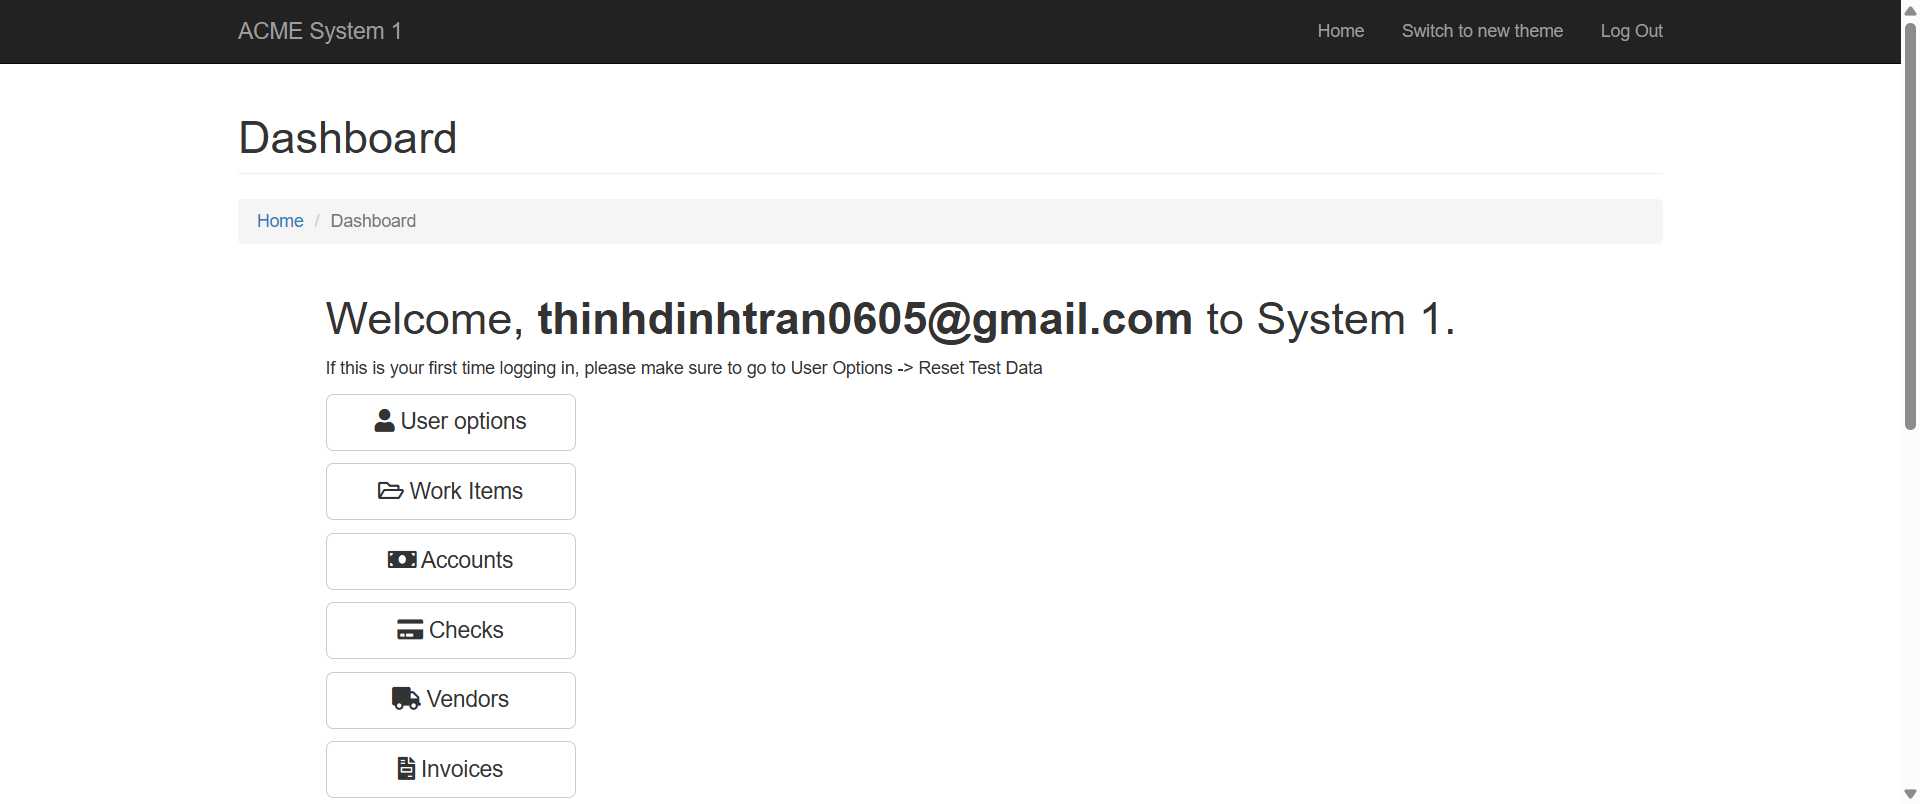 ACME System 1
Home
Switch to new theme
Log Out
Dashboard
Home / Dashboard
Welcome, thinhdinhtran0605@gmail.com to System 1.
If this is your first time logging in, please make sure to go to User Options -> Reset Test Data
User options
Work Items
Accounts
Checks
Vendors
Invoices